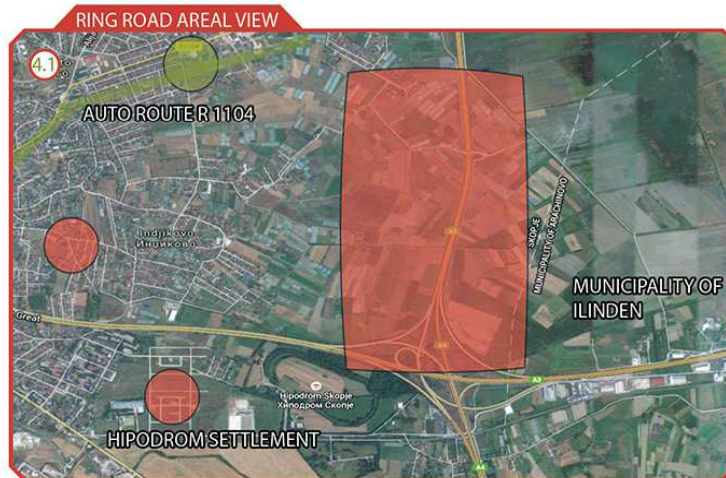 RING ROAD AREAL VIEW
4.1
AUTO ROUTE R 1104
Indjikovo
Инџиково
SKOPJE
MUNICIPALITY OF ARACHINOVO
MUNICIPALITY OF
ILINDEN
Great
A2
Hipodrom Skopje
Хиподром Скопје
HIPODROM SETTLEMENT
A4